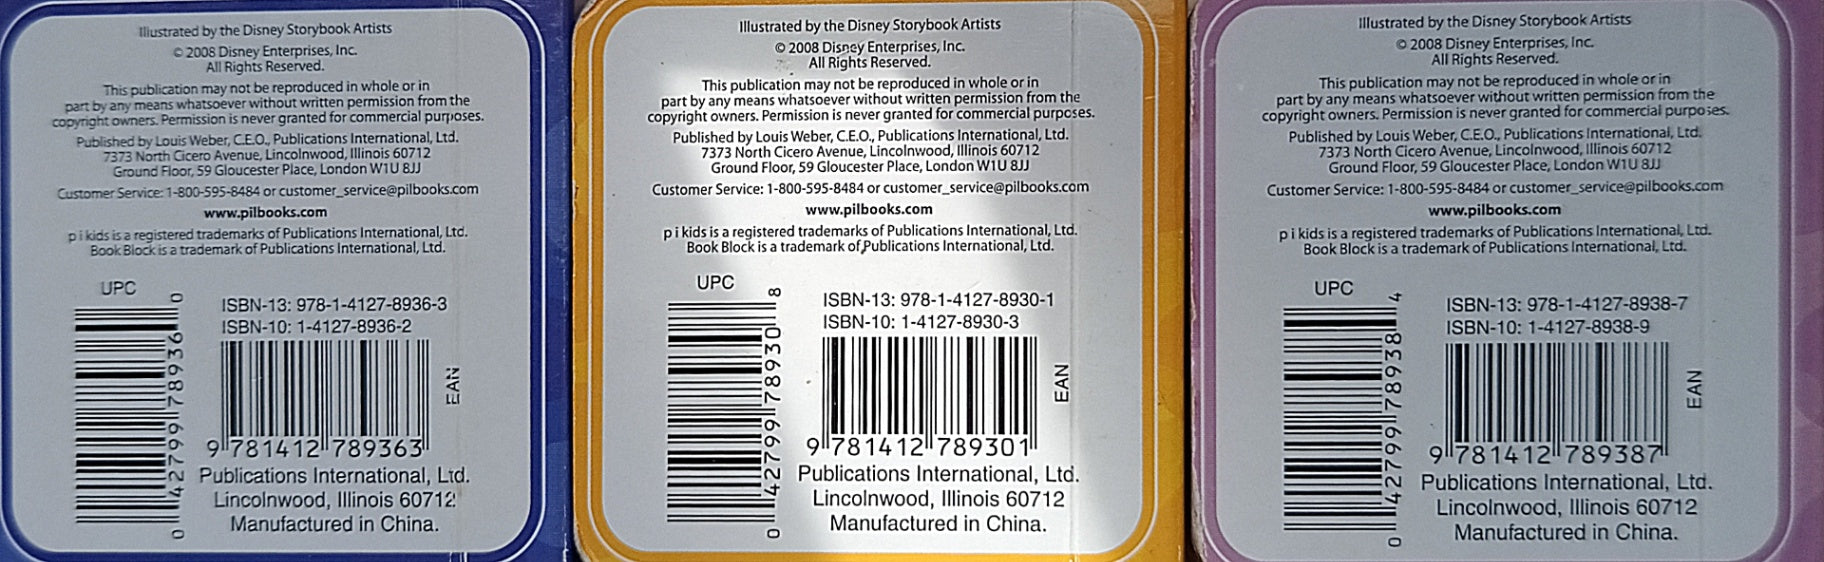 Illustrated by the Disney Storybook Artists
© 2008 Disney Enterprises, Inc.
All Rights Reserved.
This publication may not be reproduced in whole or in
part by any means whatsoever without written permission from the
copyright owners. Permission is never granted for commercial purposes.
Published by Louis Weber, C.E.O., Publications International, Ltd.
7373 North Cicero Avenue, Lincolnwood, Illinois 60712
Ground Floor, 59 Gloucester Place, London W1U 8JJ
Customer Service: 1-800-595-8484 or customer_service@pilbooks.com
www.pilbooks.com
p i kids is a registered trademarks of Publications International, Ltd.
Book Block is a trademark of Publications International, Ltd.
UPC
0 42799 78936 0
ISBN-13: 978-1-4127-8936-3
ISBN-10: 1-4127-8936-2
EAN
9 781412 789363
Publications International, Ltd.
Lincolnwood, Illinois 60712
Manufactured in China.
Illustrated by the Disney Storybook Artists
© 2008 Disney Enterprises, Inc.
All Rights Reserved.
This publication may not be reproduced in whole or in
part by any means whatsoever without written permission from the
copyright owners. Permission is never granted for commercial purposes.
Published by Louis Weber, C.E.O., Publications International, Ltd.
7373 North Cicero Avenue, Lincolnwood, Illinois 60712
Ground Floor, 59 Gloucester Place, London W1U 8JJ
Customer Service: 1-800-595-8484 or customer_service@pilbooks.com
www.pilbooks.com
p i kids is a registered trademarks of Publications International, Ltd.
Book Block is a trademark of Publications International, Ltd.
UPC
0 42799 78930 8
ISBN-13: 978-1-4127-8930-1
ISBN-10: 1-4127-8930-3
EAN
9 781412 789301
Publications International, Ltd.
Lincolnwood, Illinois 60712
Manufactured in China.
Illustrated by the Disney Storybook Artists
© 2008 Disney Enterprises, Inc.
All Rights Reserved.
This publication may not be reproduced in whole or in
part by any means whatsoever without written permission from the
copyright owners. Permission is never granted for commercial purposes.
Published by Louis Weber, C.E.O., Publications International, Ltd.
7373 North Cicero Avenue, Lincolnwood, Illinois 60712
Ground Floor, 59 Gloucester Place, London W1U 8JJ
Customer Service: 1-800-595-8484 or customer_service@pilbooks.com
www.pilbooks.com
p i kids is a registered trademarks of Publications International, Ltd.
Book Block is a trademark of Publications International, Ltd.
UPC
0 42799 78938 4
ISBN-13: 978-1-4127-8938-7
ISBN-10: 1-4127-8938-9
EAN
9 781412 789387
Publications International, Ltd.
Lincolnwood, Illinois 60712
Manufactured in China.